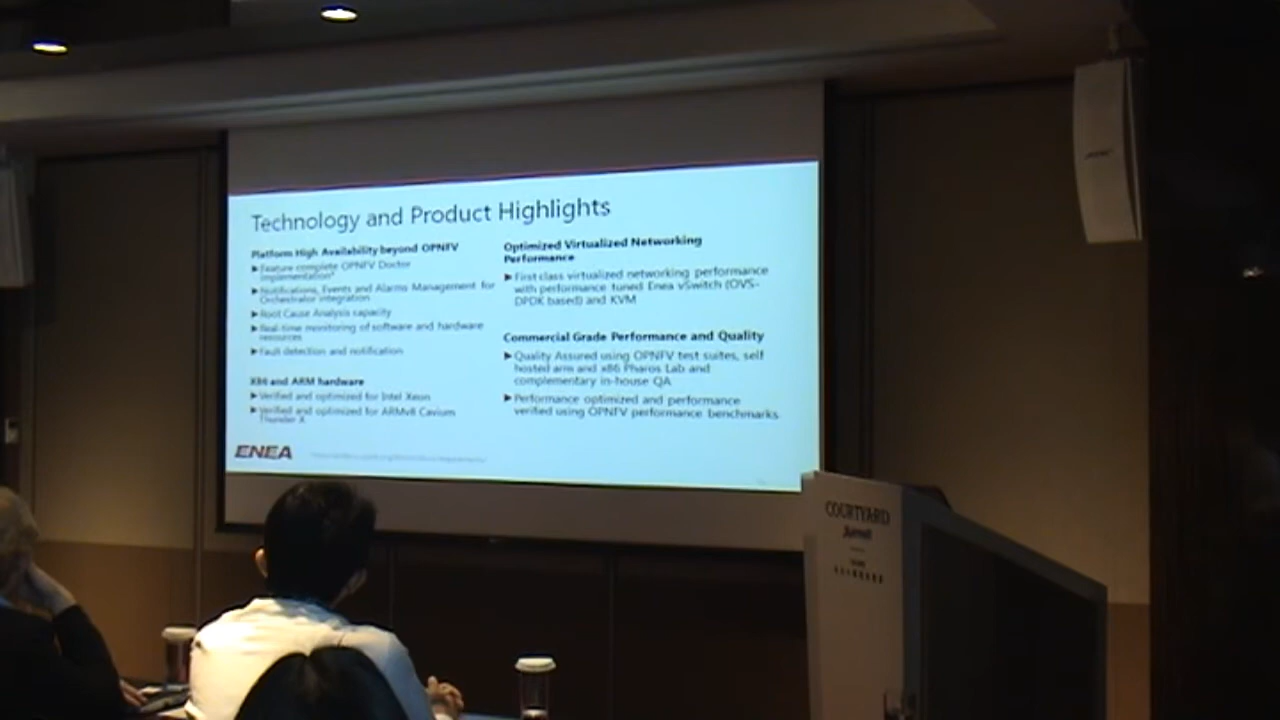 Technology and Product Highlights
Platform High Availability beyond OPNFV
▶ Feature complete OPNFV Doctor
implementation*
▶ Notifications, Events and Alarms Management for
Orchestrator integration
▶ Root Cause Analysis capacity
▶ Real-time monitoring of software and hardware
resources
▶ Fault detection and notification
X86 and ARM hardware
▶ Verified and optimized for Intel Xeon
▶ Verified and optimized for ARMv8 Cavium
Thunder X
Optimized Virtualized Networking
Performance
▶ First class virtualized networking performance
with performance tuned Enea vSwitch (OVS-
DPDK based) and KVM
Commercial Grade Performance and Quality
▶ Quality Assured using OPNFV test suites, self
hosted arm and x86 Pharos Lab and
complementary in-house QA
▶ Performance optimized and performance
verified using OPNFV performance benchmarks
ENEA
COURTYARD
Marriott